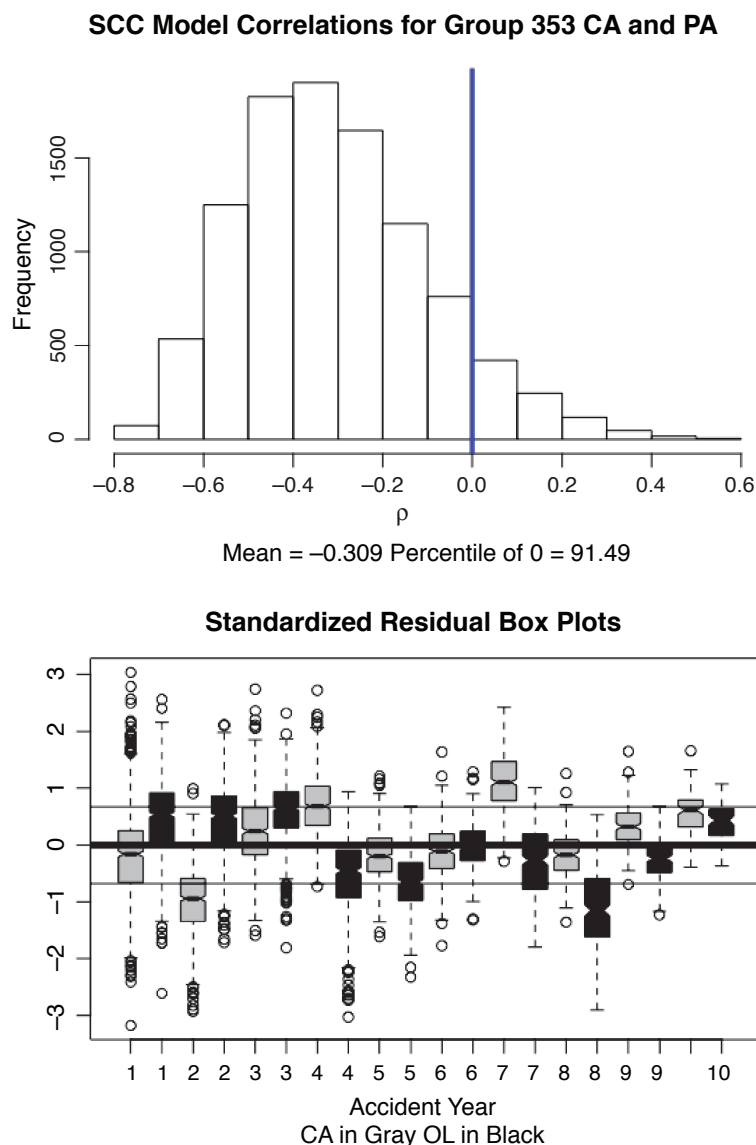 SCC Model Correlations for Group 353 CA and PA
Frequency
1500
1000
500
0
−0.8 −0.6 −0.4 −0.2 0.0 0.2 0.4 0.6
ρ
Mean = −0.309 Percentile of 0 = 91.49
Standardized Residual Box Plots
3
2
1
0
−1
−2
−3
1 1 2 2 3 3 4 4 5 5 6 6 7 7 8 8 9 9 10
Accident Year
CA in Gray OL in Black